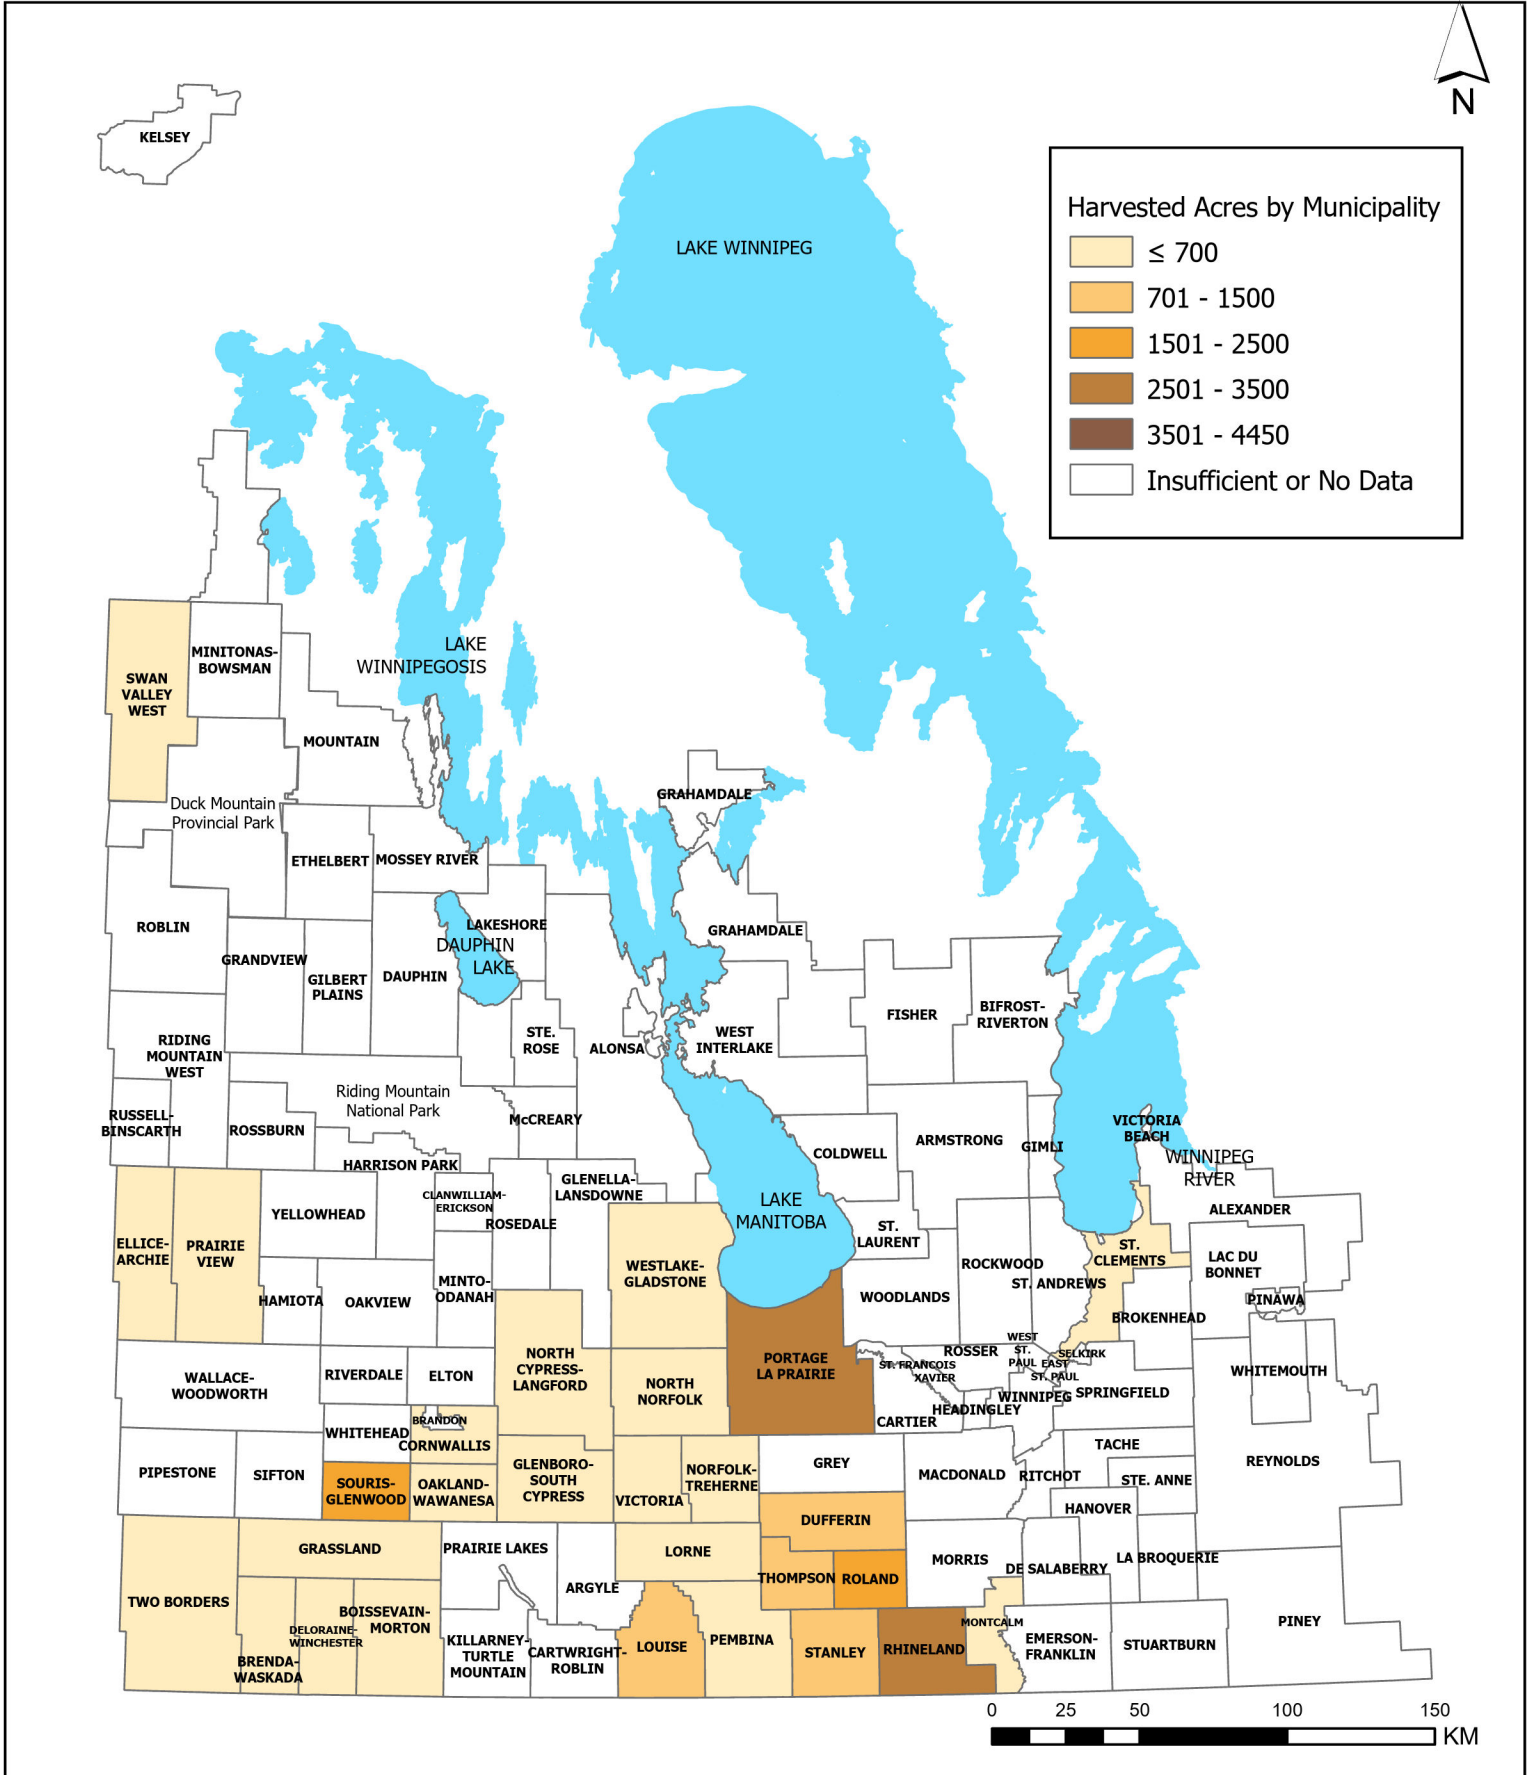 N
KELSEY
Harvested Acres by Municipality
≤ 700
701 - 1500
1501 - 2500
2501 - 3500
3501 - 4450
Insufficient or No Data
LAKE WINNIPEG
LAKE
WINNIPEGOSIS
MINITONAS-
BOWSMAN
SWAN
VALLEY
WEST
MOUNTAIN
Duck Mountain
Provincial Park
GRAHAMDALE
ETHELBERT
MOSSEY RIVER
ROBLIN
LAKESHORE
DAUPHIN
LAKE
GRAHAMDALE
GRANDVIEW
GILBERT
PLAINS
DAUPHIN
FISHER
BIFROST-
RIVERTON
RIDING
MOUNTAIN
WEST
STE.
ROSE
ALONSA
WEST
INTERLAKE
Riding Mountain
National Park
RUSSELL-
BINSCARTH
ROSSBURN
McCREARY
VICTORIA
BEACH
ARMSTRONG
GIMLI
COLDWELL
WINNIPEG
RIVER
HARRISON PARK
GLENELLA-
LANSDOWNE
CLANWILLIAM-
ERICKSON
YELLOWHEAD
ROSEDALE
LAKE
MANITOBA
ALEXANDER
ST.
LAURENT
ELLICE-
ARCHIE
PRAIRIE
VIEW
ST.
CLEMENTS
LAC DU
BONNET
WESTLAKE-
GLADSTONE
ROCKWOOD
ST. ANDREWS
MINTO-
ODANAH
HAMIOTA
OAKVIEW
WOODLANDS
PINAWA
BROKENHEAD
NORTH
CYPRESS-
LANGFORD
PORTAGE
LA PRAIRIE
ROSSER
WEST
ST.
PAUL
EAST
ST. PAUL
SELKIRK
ST. FRANCOIS
XAVIER
WHITEMOUTH
WALLACE-
WOODWORTH
RIVERDALE
ELTON
NORTH
NORFOLK
WINNIPEG
SPRINGFIELD
HEADINGLEY
CARTIER
BRANDON
WHITEHEAD
CORNWALLIS
TACHE
PIPESTONE
SIFTON
GLENBORO-
SOUTH
CYPRESS
NORFOLK-
TREHERNE
GREY
MACDONALD
RITCHOT
STE. ANNE
REYNOLDS
SOURIS-
GLENWOOD
OAKLAND-
WAWANESA
VICTORIA
HANOVER
DUFFERIN
GRASSLAND
PRAIRIE LAKES
LORNE
MORRIS
DE SALABERRY
LA BROQUERIE
THOMPSON
ROLAND
ARGYLE
TWO BORDERS
BOISSEVAIN-
MORTON
DELORAINE-
WINCHESTER
BRENDA-
WASKADA
KILLARNEY-
TURTLE
MOUNTAIN
CARTWRIGHT-
ROBLIN
LOUISE
PEMBINA
STANLEY
RHINELAND
MONTCALM
EMERSON-
FRANKLIN
STUARTBURN
PINEY
0 25 50 100 150
KM